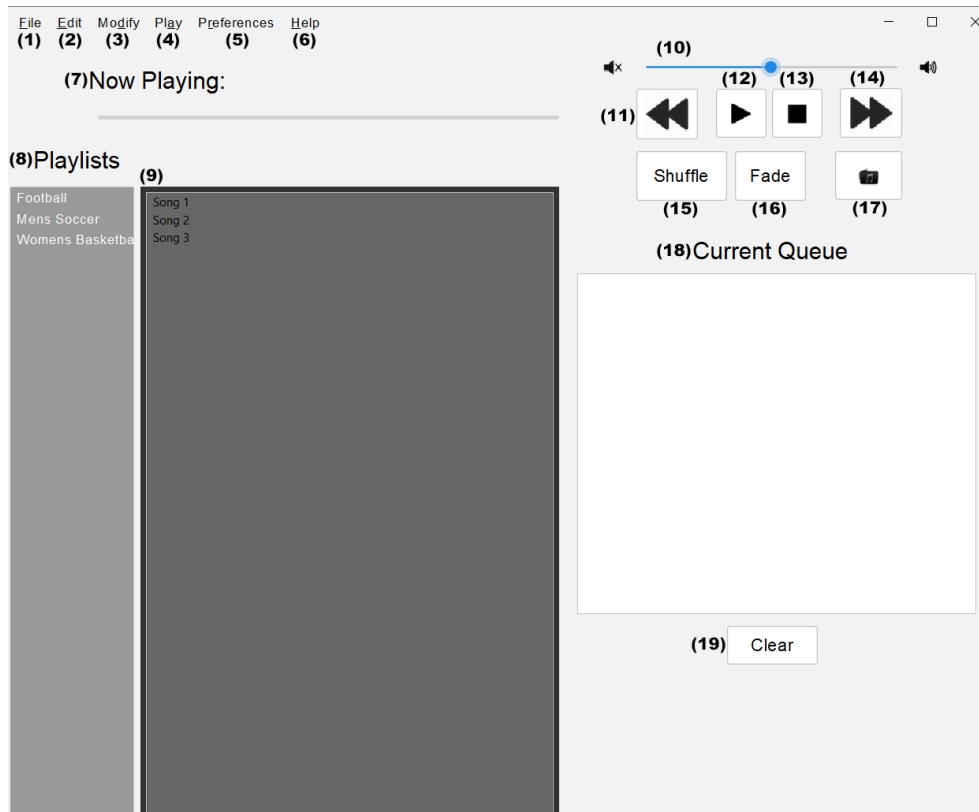 File Edit Modify Play Preferences Help
(1) (2) (3) (4) (5) (6)
(10)
(7)Now Playing:
(12) (13) (14)
(11)
(8)Playlists
Shuffle Fade
(9)
(15) (16) (17)
Football
Mens Soccer
Womens Basketba
Song 1
Song 2
Song 3
(18)Current Queue
(19) Clear